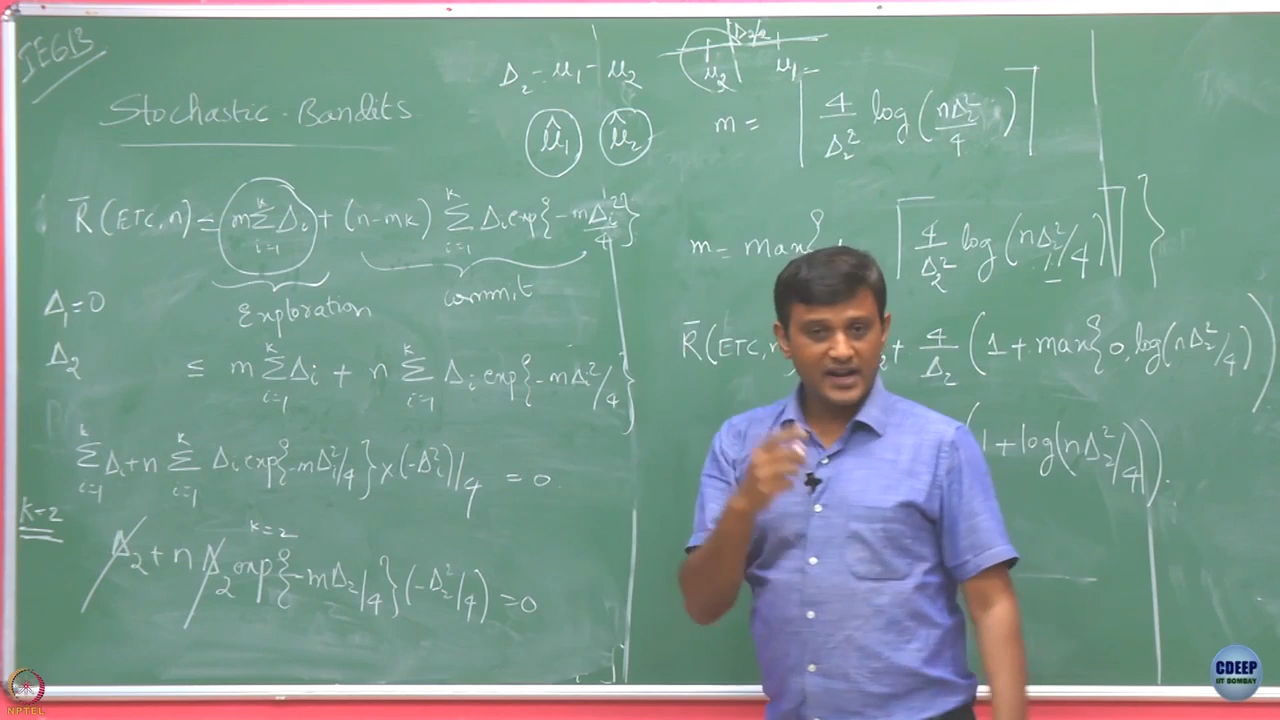 IE613
Stochastic-Bandits
Δ₂ = μ₁ - μ₂
μ̂₁ μ̂₂
Δ₂/2
μ₂ μ₁
m = ⌈ 4/Δ₂² log (nΔ₂²/4) ⌉
R̄(ETC,n) = m Σ_{i=1}^{k} Δᵢ + (n-mk) Σ_{i=1}^{k} Δᵢ exp{-mΔᵢ²/4}
Exploration commit
Δ₁=0
Δ₂
≤ m Σ_{i=1}^{k} Δᵢ + n Σ_{i=1}^{k} Δᵢ exp{-mΔᵢ²/4}
Σ_{i=1}^{k} Δᵢ + n Σ_{i=1}^{k} Δᵢ exp{-mΔᵢ²/4} × (-Δᵢ²)/4 = 0.
k=2
k=2
Δ₂ + n Δ₂ exp{-mΔ₂/4} (-Δ₂²/4) = 0
m = max{ ⌈ 4/Δ₂² log (nΔ₂²/4) ⌉ }
R̄(ETC, + 4/Δ₂ (1 + max{0, log(nΔ₂²/4))
1 + log(nΔ₂²/4)).
NPTEL
CDEEP
IIT BOMBAY